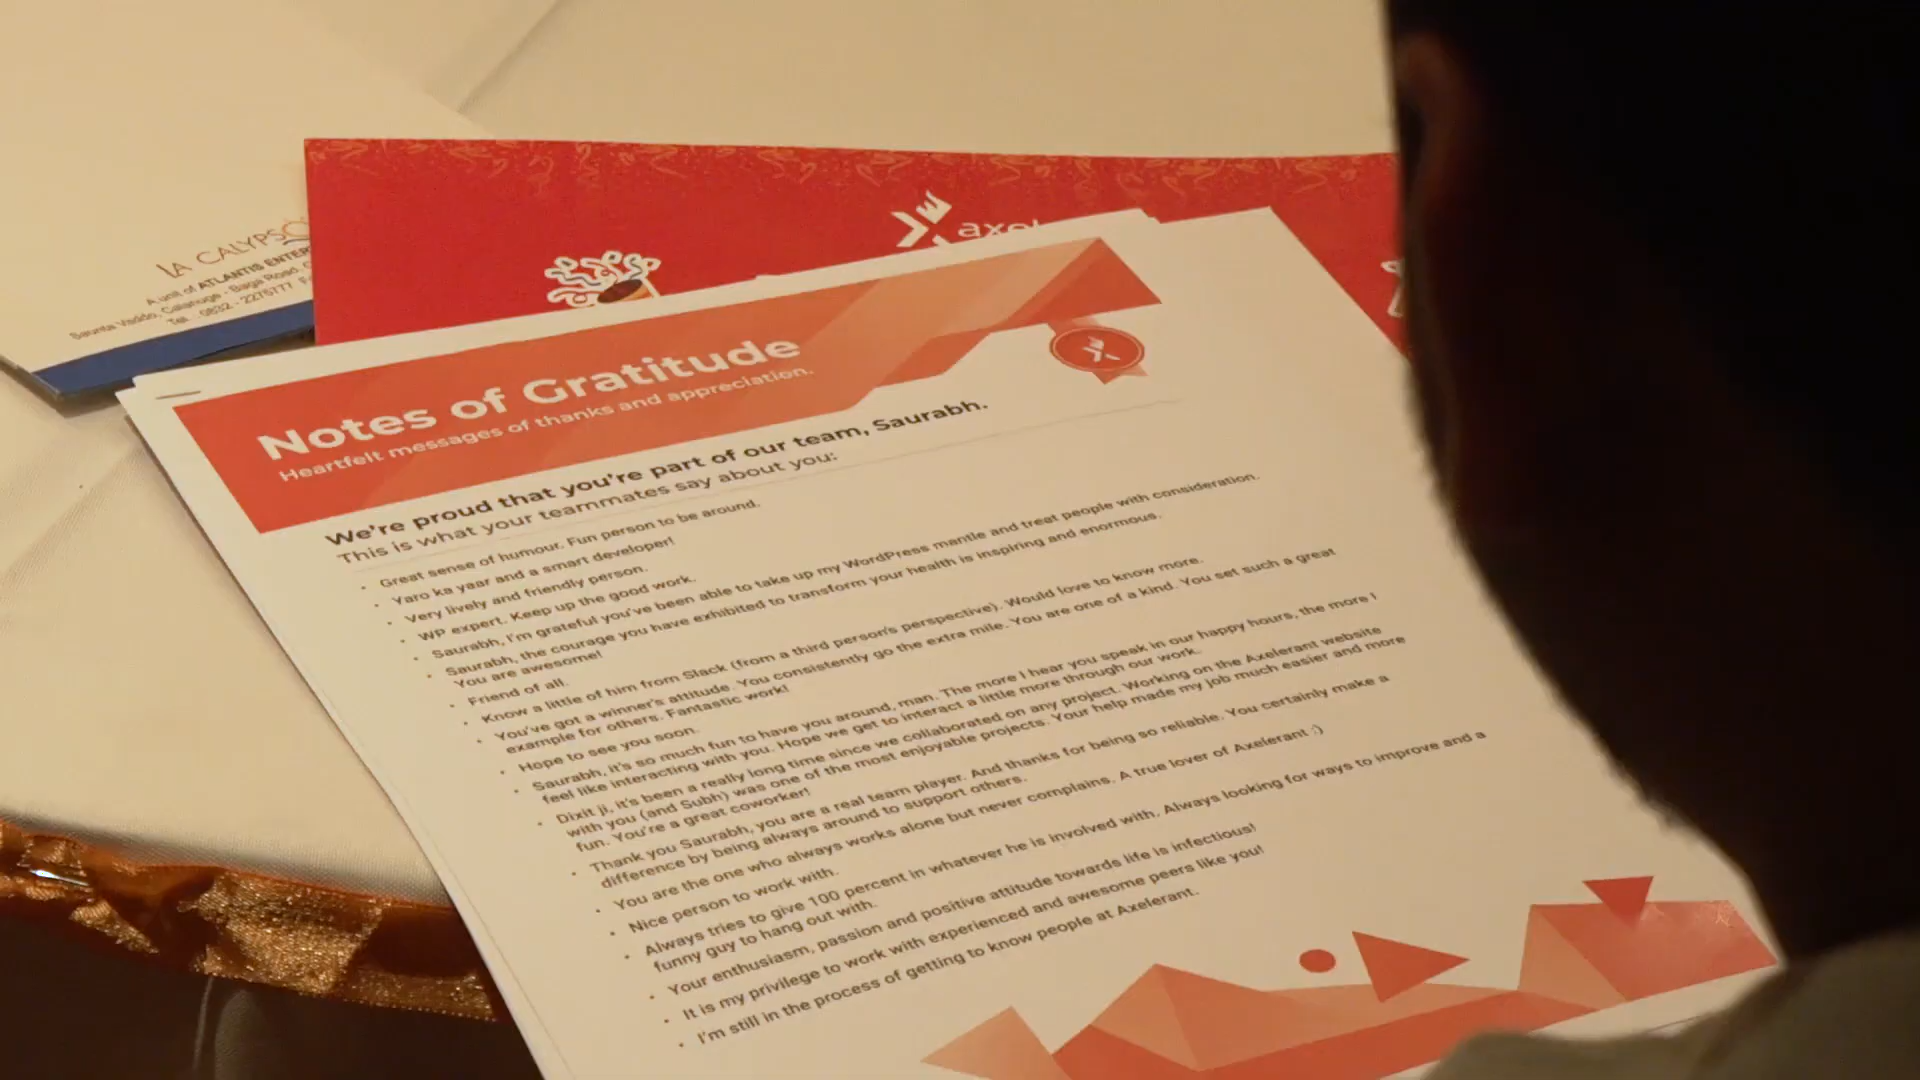 LA CALYPSO
A unit of ATLANTIS ENTER
Saunta Vaddo, Calangute - Baga Road,
Tel : 0832 - 2275777
axel
Notes of Gratitude
Heartfelt messages of thanks and appreciation.
We're proud that you're part of our team, Saurabh.
This is what your teammates say about you:
• Great sense of humour. Fun person to be around.
• Yaro ka yaar and a smart developer!
• Very lively and friendly person.
• WP expert. Keep up the good work.
• Saurabh, I'm grateful you've been able to take up my WordPress mantle and treat people with consideration.
• Saurabh, the courage you have exhibited to transform your health is inspiring and enormous.
You are awesome!
• Friend of all.
• Know a little of him from Slack (from a third person's perspective). Would love to know more.
• You've got a winner's attitude. You consistently go the extra mile. You are one of a kind. You set such a great
example for others. Fantastic work!
• Hope to see you soon.
• Saurabh, it's so much fun to have you around, man. The more I hear you speak in our happy hours, the more I
feel like interacting with you. Hope we get to interact a little more through our work.
• Dixit ji, it's been a really long time since we collaborated on any project. Working on the Axelerant website
with you (and Subh) was one of the most enjoyable projects. Your help made my job much easier and more
fun. You're a great coworker!
• Thank you Saurabh, you are a real team player. And thanks for being so reliable. You certainly make a
difference by being always around to support others.
• You are the one who always works alone but never complains. A true lover of Axelerant :)
• Nice person to work with.
• Always tries to give 100 percent in whatever he is involved with. Always looking for ways to improve and a
funny guy to hang out with.
• Your enthusiasm, passion and positive attitude towards life is infectious!
• It is my privilege to work with experienced and awesome peers like you!
• I'm still in the process of getting to know people at Axelerant.